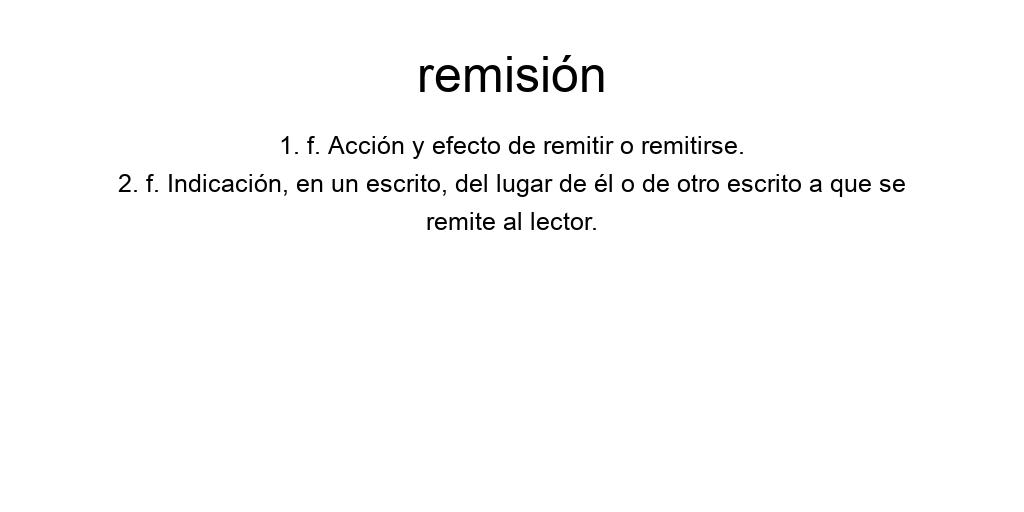 remisión
1. f. Acción y efecto de remitir o remitirse.
2. f. Indicación, en un escrito, del lugar de él o de otro escrito a que se
remite al lector.